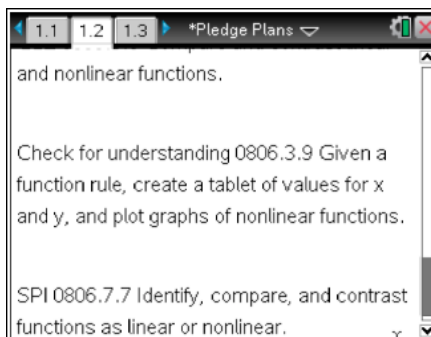 1.1 1.2 1.3 *Pledge Plans
and nonlinear functions.
Check for understanding 0806.3.9 Given a
function rule, create a tablet of values for x
and y, and plot graphs of nonlinear functions.
SPI 0806.7.7 Identify, compare, and contrast
functions as linear or nonlinear.